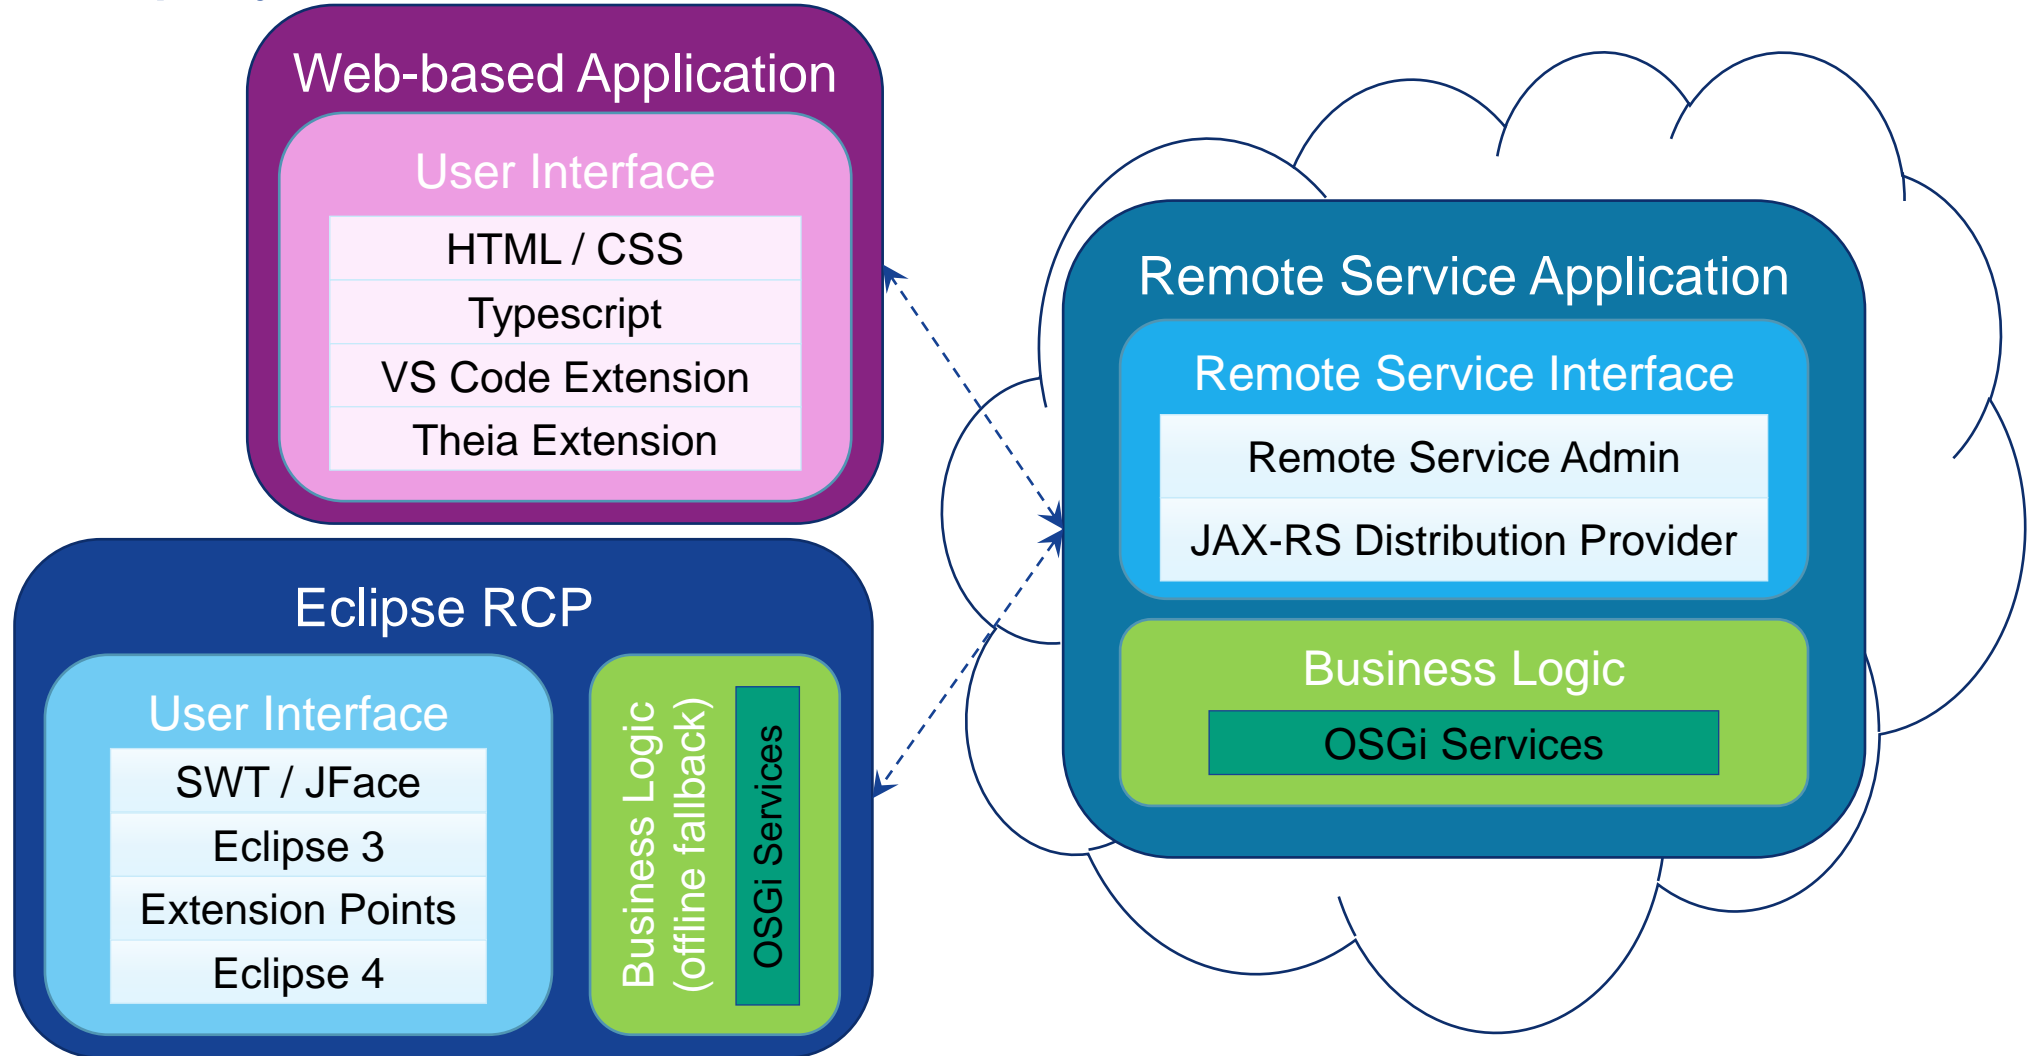 Web-based Application
User Interface
HTML / CSS
Typescript
VS Code Extension
Theia Extension
Eclipse RCP
User Interface
SWT / JFace
Eclipse 3
Extension Points
Eclipse 4
Business Logic
(offline fallback)
OSGi Services
Remote Service Application
Remote Service Interface
Remote Service Admin
JAX-RS Distribution Provider
Business Logic
OSGi Services